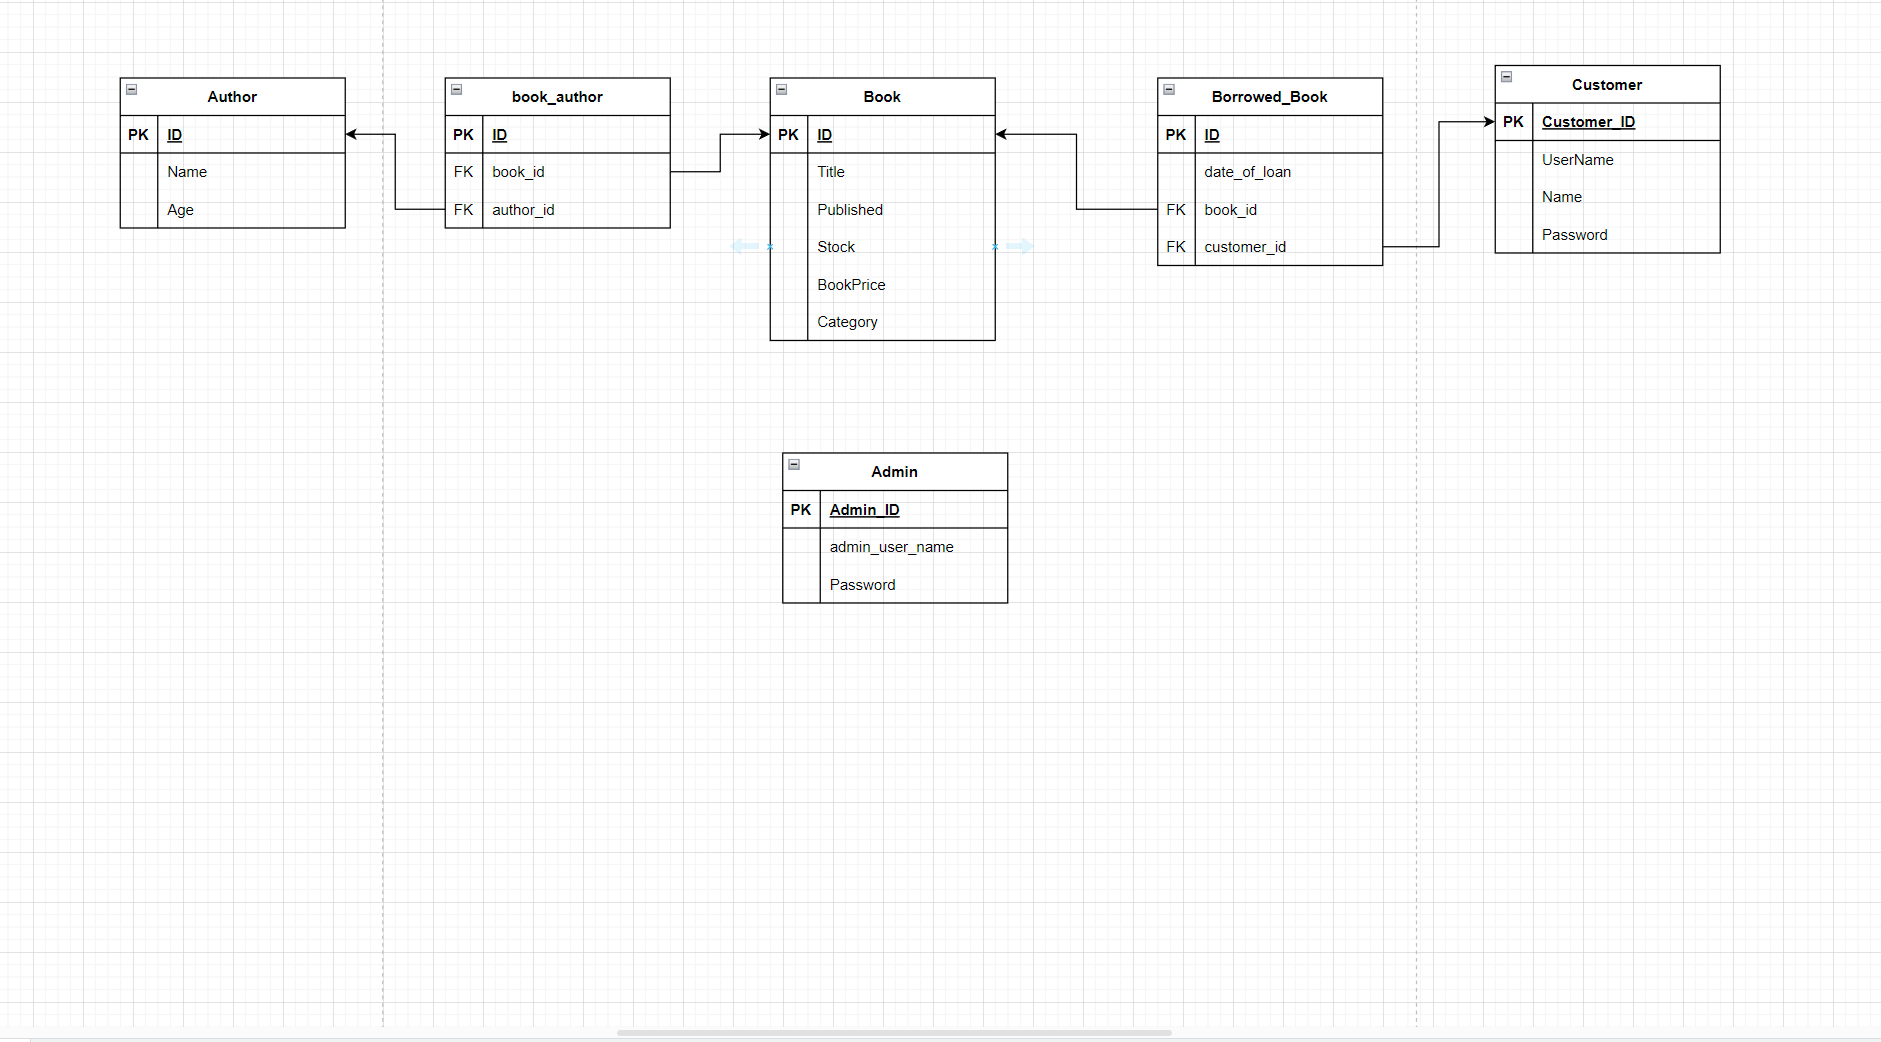 Author
PK ID
Name
Age
book_author
PK ID
FK book_id
FK author_id
Book
PK ID
Title
Published
Stock
BookPrice
Category
Borrowed_Book
PK ID
date_of_loan
FK book_id
FK customer_id
Customer
PK Customer_ID
UserName
Name
Password
Admin
PK Admin_ID
admin_user_name
Password